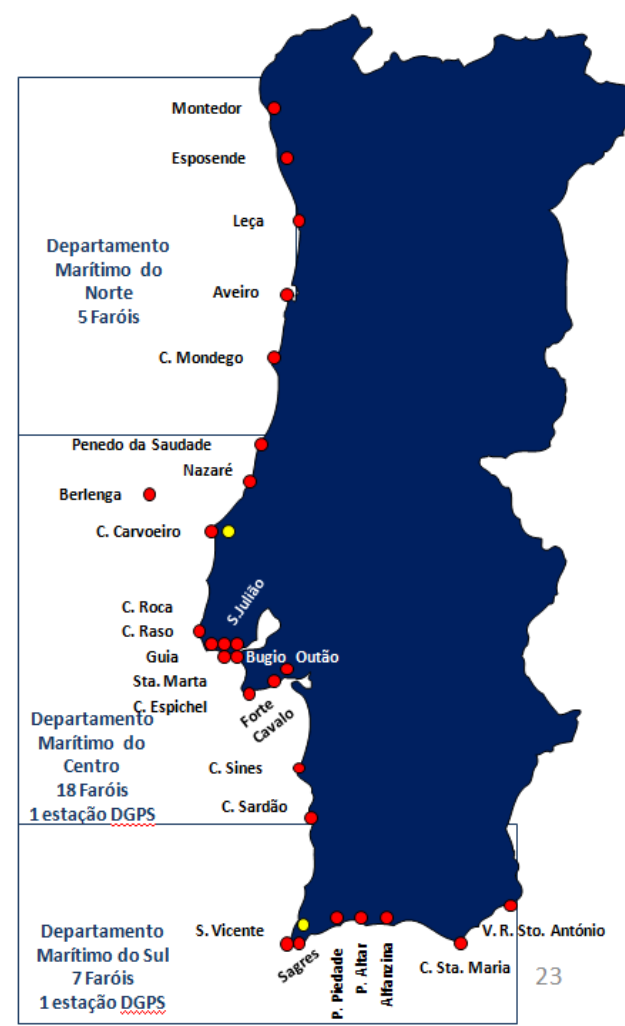 Montedor
Esposende
Leça
Departamento
Marítimo do
Norte
5 Faróis
Aveiro
C. Mondego
Penedo da Saudade
Nazaré
Berlenga
C. Carvoeiro
S.Julião
C. Roca
C. Raso
Guia
Bugio
Outão
Sta. Marta
C. Espichel
Forte
Cavalo
Departamento
Marítimo do
Centro
18 Faróis
1 estação DGPS
C. Sines
C. Sardão
S. Vicente
Sagres
P. Piedade
P. Altar
Alfanzina
V. R. Sto. António
C. Sta. Maria
Departamento
Marítimo do Sul
7 Faróis
1 estação DGPS
23